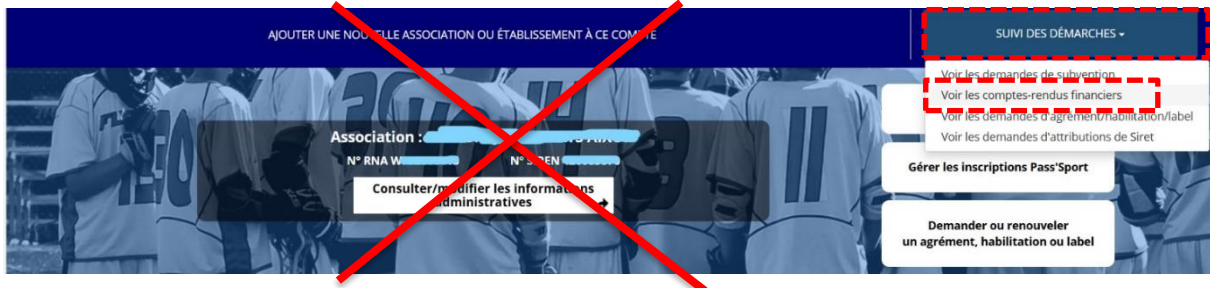 AJOUTER UNE NOUVELLE ASSOCIATION OU ÉTABLISSEMENT À CE COMPTE
SUIVI DES DÉMARCHES
Voir les demandes de subvention
Voir les comptes-rendus financiers
Voir les demandes d'agrément/habilitation/label
Voir les demandes d'attributions de Siret
Association :
N° RNA W
N° SIREN
Consulter/modifier les informations
administratives
Gérer les inscriptions Pass'Sport
Demander ou renouveler
un agrément, habilitation ou label
30
11